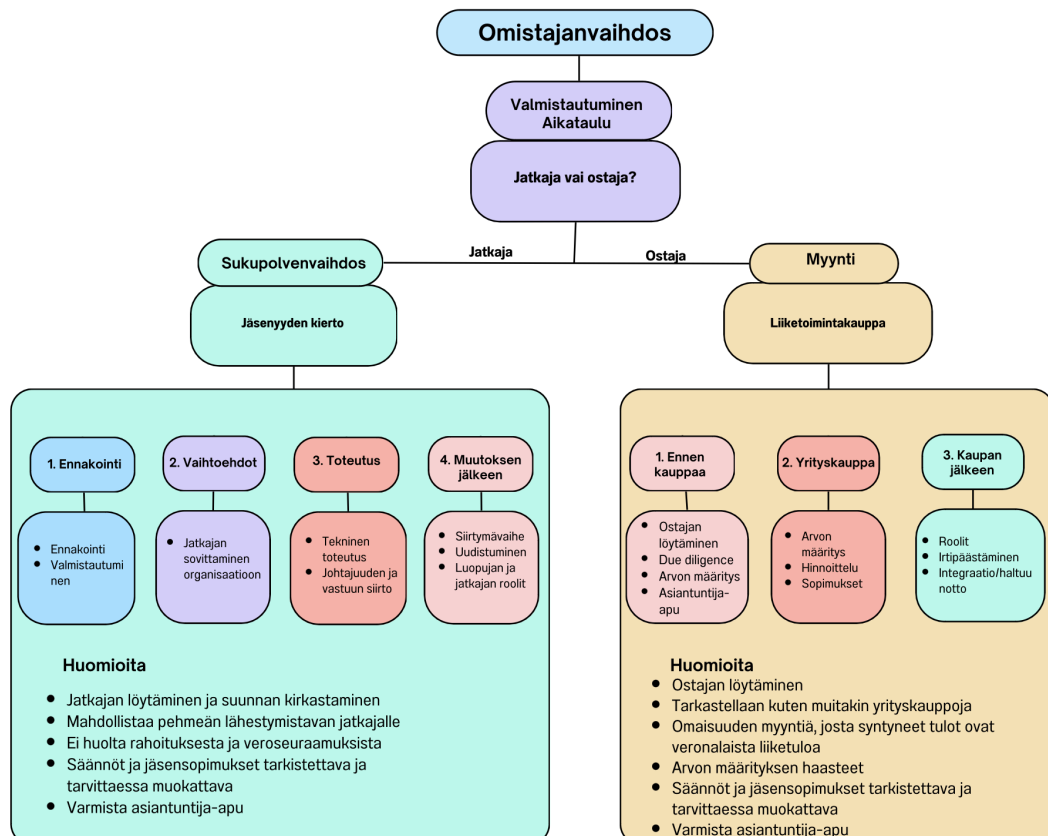 Omistajanvaihdos
Valmistautuminen
Aikataulu
Jatkaja vai ostaja?
Jatkaja
Ostaja
Sukupolvenvaihdos
Jäsenyyden kierto
Myynti
Liiketoimintakauppa
1. Ennakointi
• Ennakointi
• Valmistautumi
nen
2. Vaihtoehdot
• Jatkajan
sovittaminen
organisaatioon
3. Toteutus
• Tekninen
toteutus
• Johtajuuden ja
vastuun siirto
4. Muutoksen
jälkeen
• Siirtymävaihe
• Uudistuminen
• Luopujan ja
jatkajan roolit
Huomioita
• Jatkajan löytäminen ja suunnan kirkastaminen
• Mahdollistaa pehmeän lähestymistavan jatkajalle
• Ei huolta rahoituksesta ja veroseuraamuksista
• Säännöt ja jäsensopimukset tarkistettava ja
tarvittaessa muokattava
• Varmista asiantuntija-apu
1. Ennen
kauppaa
• Ostajan
löytäminen
• Due diligence
• Arvon määritys
• Asiantuntija-
apu
2. Yrityskauppa
• Arvon
määritys
• Hinnoittelu
• Sopimukset
3. Kaupan
jälkeen
• Roolit
• Irtipäästäminen
• Integraatio/haltuu
notto
Huomioita
• Ostajan löytäminen
• Tarkastellaan kuten muitakin yrityskauppoja
• Omaisuuden myyntiä, josta syntyneet tulot ovat
veronalaista liiketuloa
• Arvon määrityksen haasteet
• Säännöt ja jäsensopimukset tarkistettava ja
tarvittaessa muokattava
• Varmista asiantuntija-apu